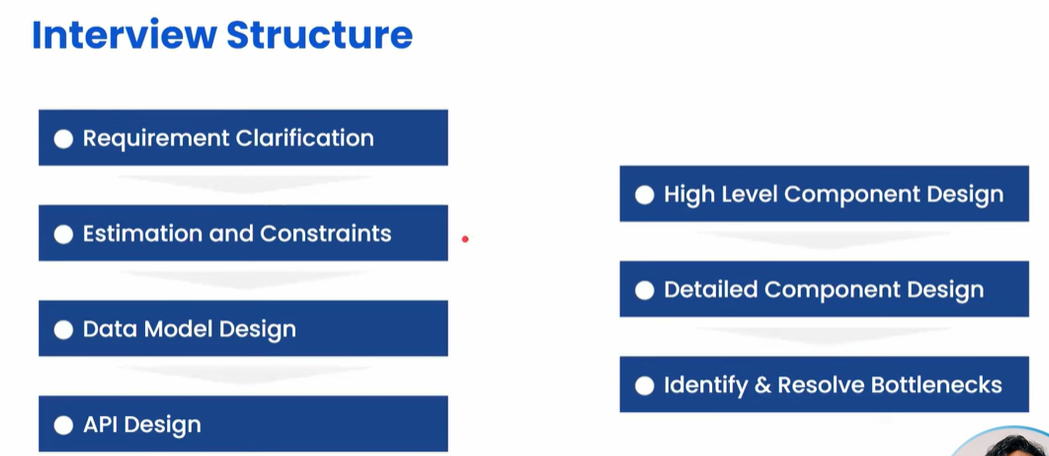 Interview Structure
Requirement Clarification
Estimation and Constraints
Data Model Design
API Design
High Level Component Design
Detailed Component Design
Identify & Resolve Bottlenecks